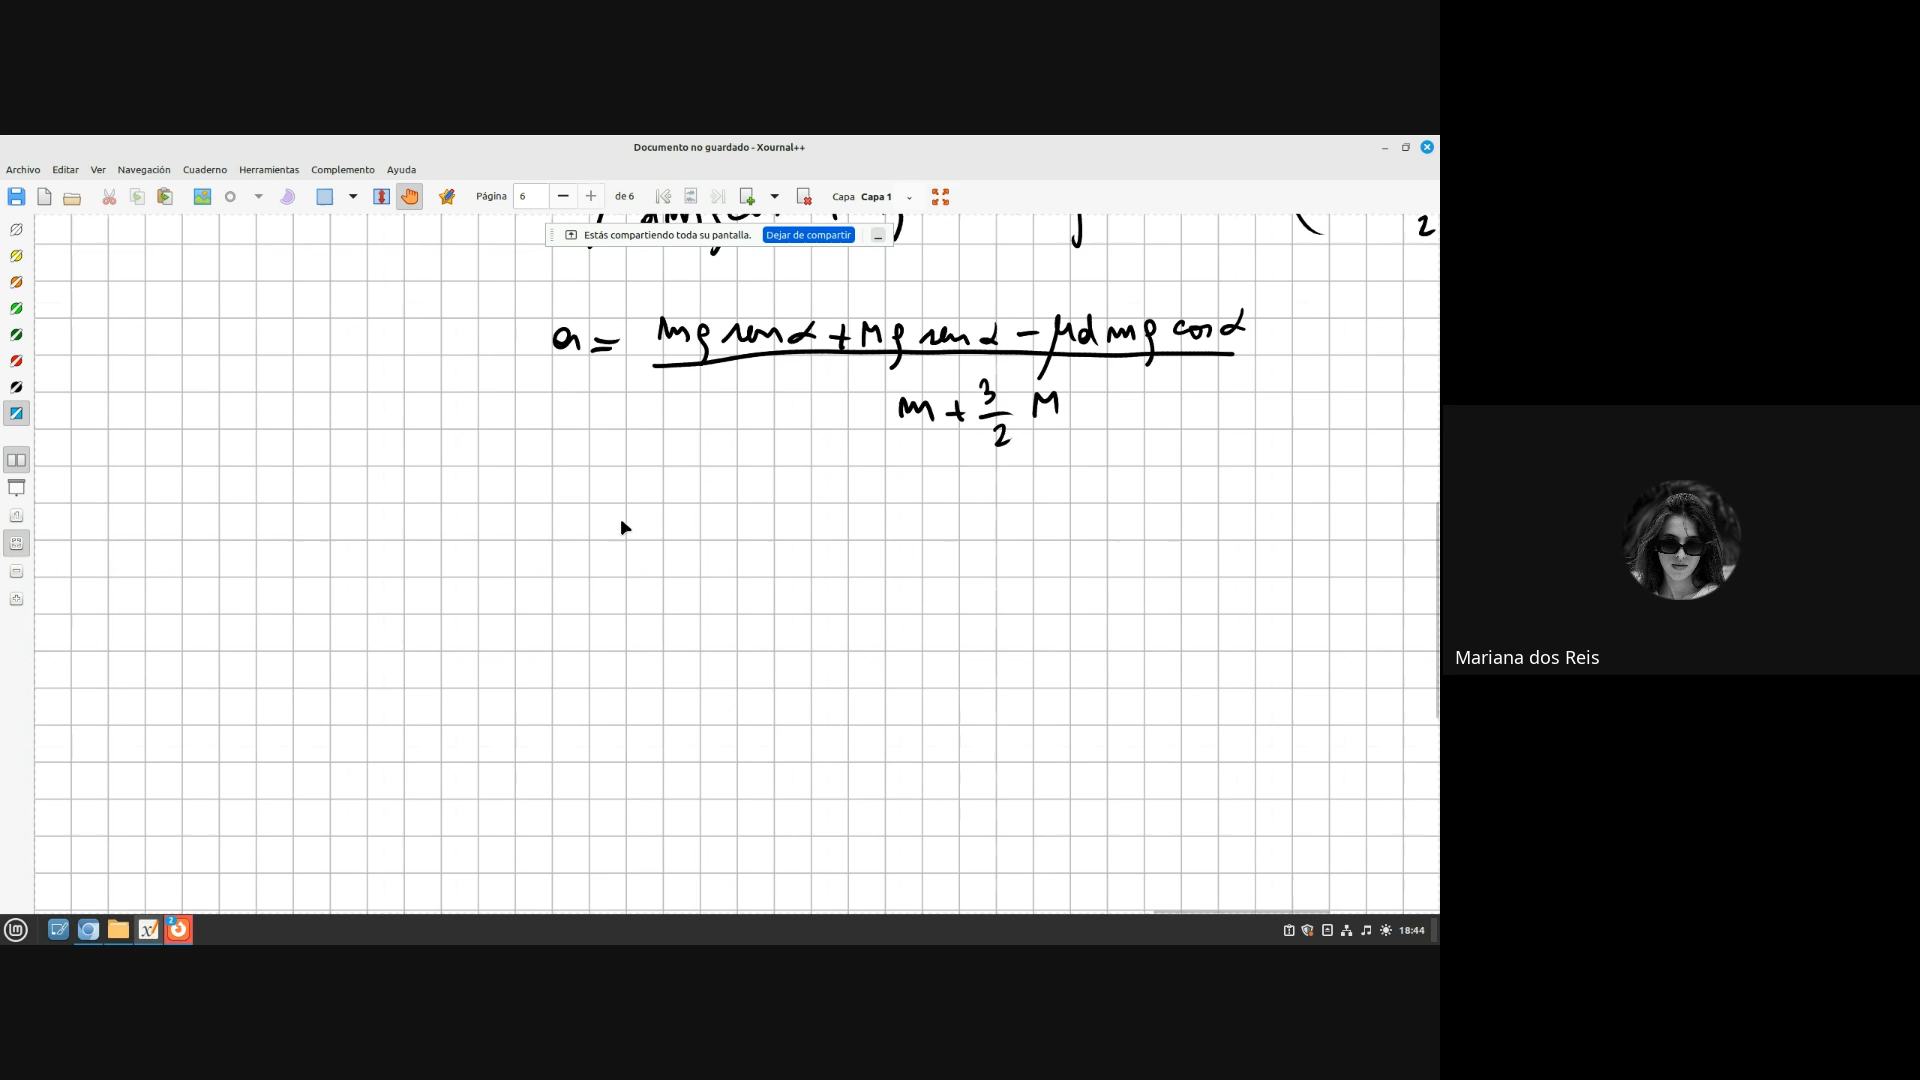 Documento no guardado - Xournal++
Archivo Editar Ver Navegación Cuaderno Herramientas Complemento Ayuda
Página 6 de 6 Capa Capa 1
Estás compartiendo toda su pantalla. Dejar de compartir
2
a = mg sen α + Mg sen α - μd mg cos α
m + 3/2 M
Mariana dos Reis
2
18:44